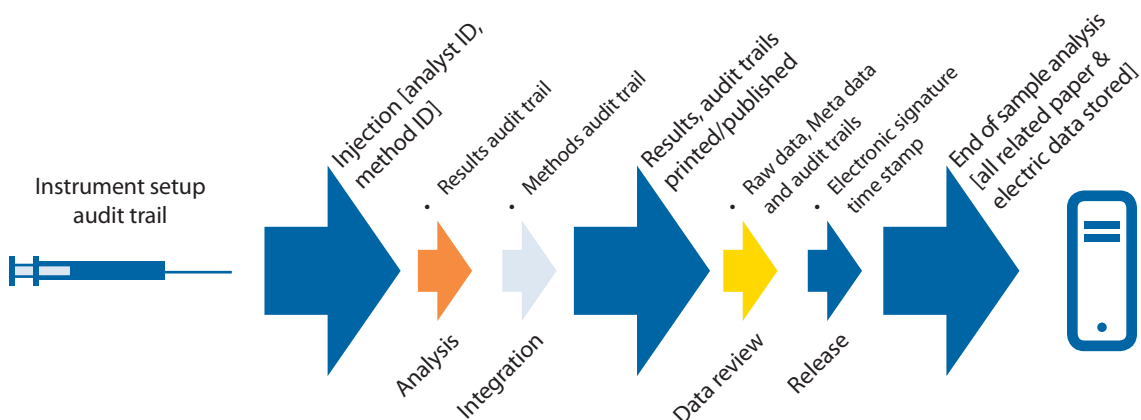 Instrument setup
audit trail
Injection [analyst ID,
method ID]
• Results audit trail
Analysis
• Methods audit trail
Integration
Results, audit trails
printed/published
• Raw data, Meta data
and audit trails
Data review
• Electronic signature
time stamp
Release
End of sample analysis
[all related paper &
electric data stored]